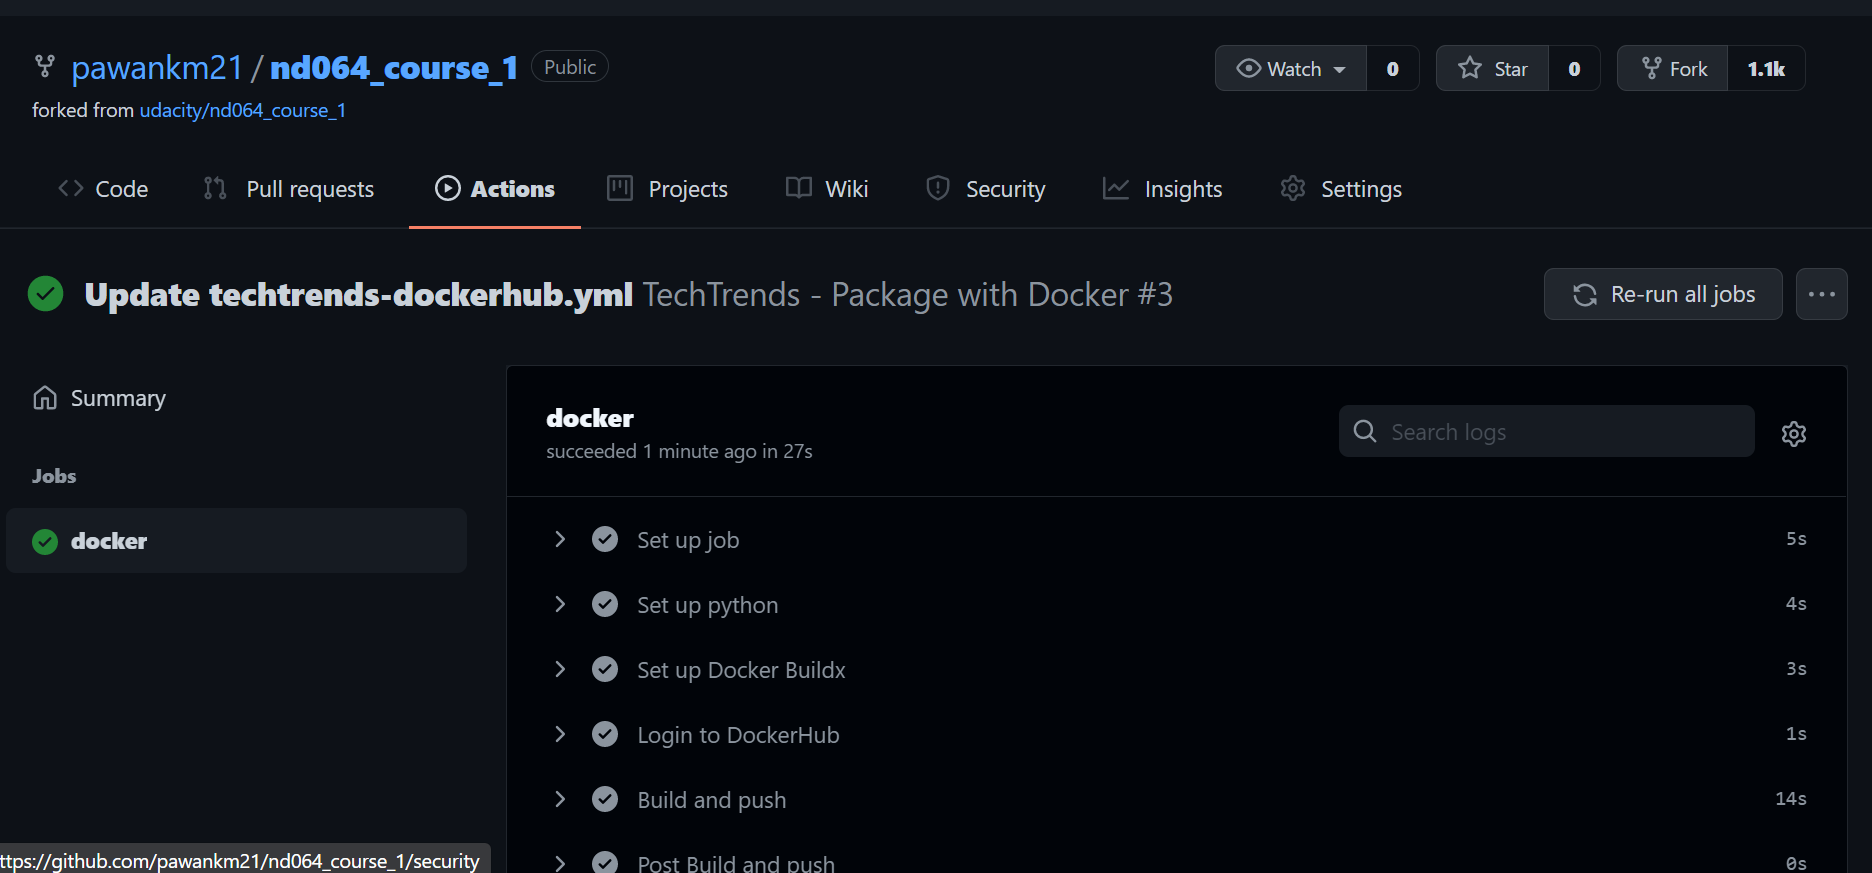 pawankm21 / nd064_course_1 Public
Watch 0 Star 0 Fork 1.1k
forked from udacity/nd064_course_1
Code Pull requests Actions Projects Wiki Security Insights Settings
Update techtrends-dockerhub.yml TechTrends - Package with Docker #3
Re-run all jobs
Summary
Jobs
docker
docker
succeeded 1 minute ago in 27s
Search logs
Set up job 5s
Set up python 4s
Set up Docker Buildx 3s
Login to DockerHub 1s
Build and push 14s
Post Build and push 0s
ttps://github.com/pawankm21/nd064_course_1/security